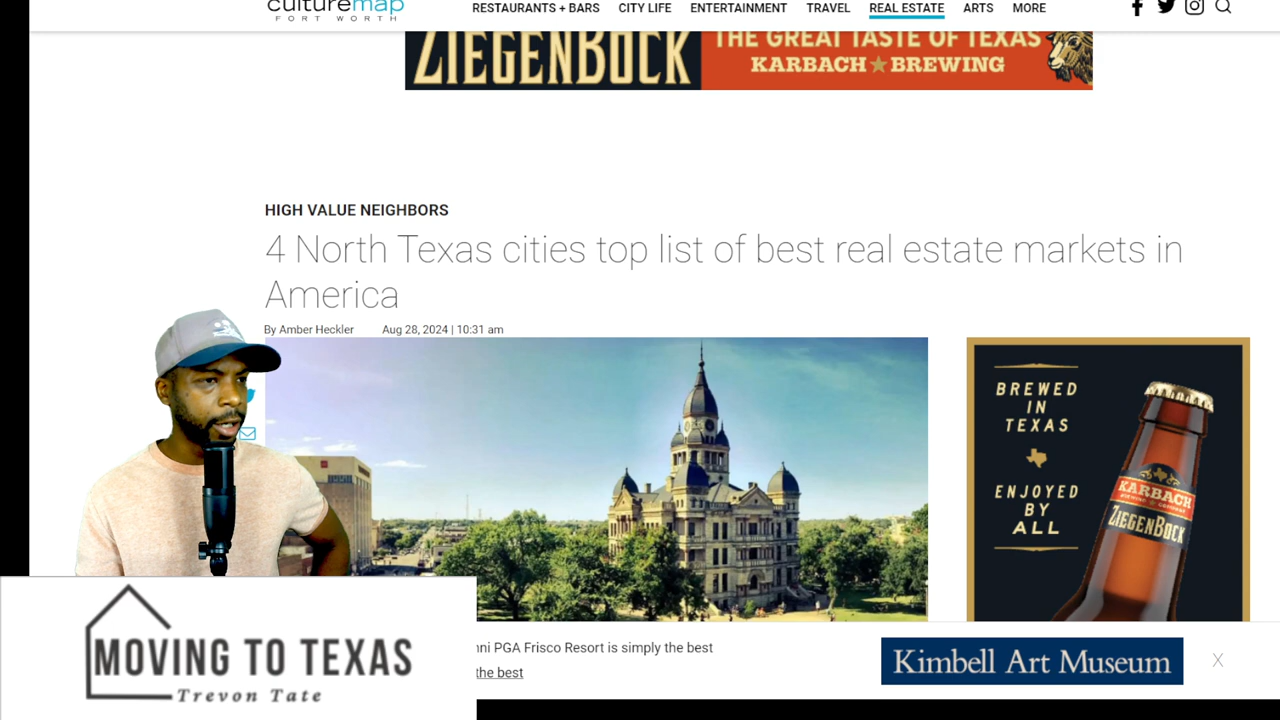 culturemap
FORT WORTH
RESTAURANTS + BARS CITY LIFE ENTERTAINMENT TRAVEL REAL ESTATE ARTS MORE
ZIEGENBOCK
THE GREAT TASTE OF TEXAS
KARBACH★BREWING
HIGH VALUE NEIGHBORS
4 North Texas cities top list of best real estate markets in
America
By Amber Heckler Aug 28, 2024 | 10:31 am
BREWED
IN
TEXAS
ENJOYED
BY
ALL
KARBACH
ZIEGENBOCK
MOVING TO TEXAS
Trevon Tate
PGA Frisco Resort is simply the best
the best
Kimbell Art Museum
X